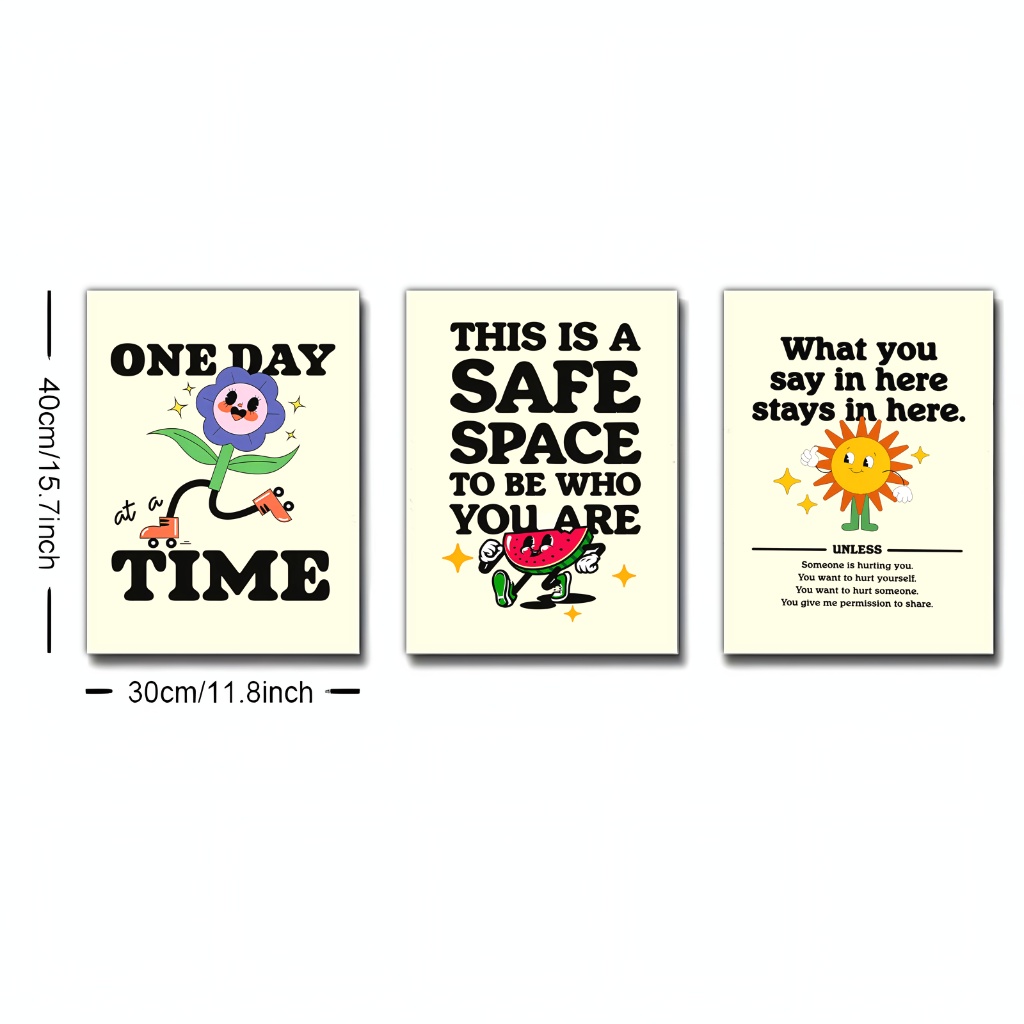 ONE DAY
at a
TIME
THIS IS A
SAFE
SPACE
TO BE WHO
YOU ARE
What you
say in here
stays in here.
UNLESS
Someone is hurting you.
You want to hurt yourself.
You want to hurt someone.
You give me permission to share.
40cm/15.7inch
30cm/11.8inch